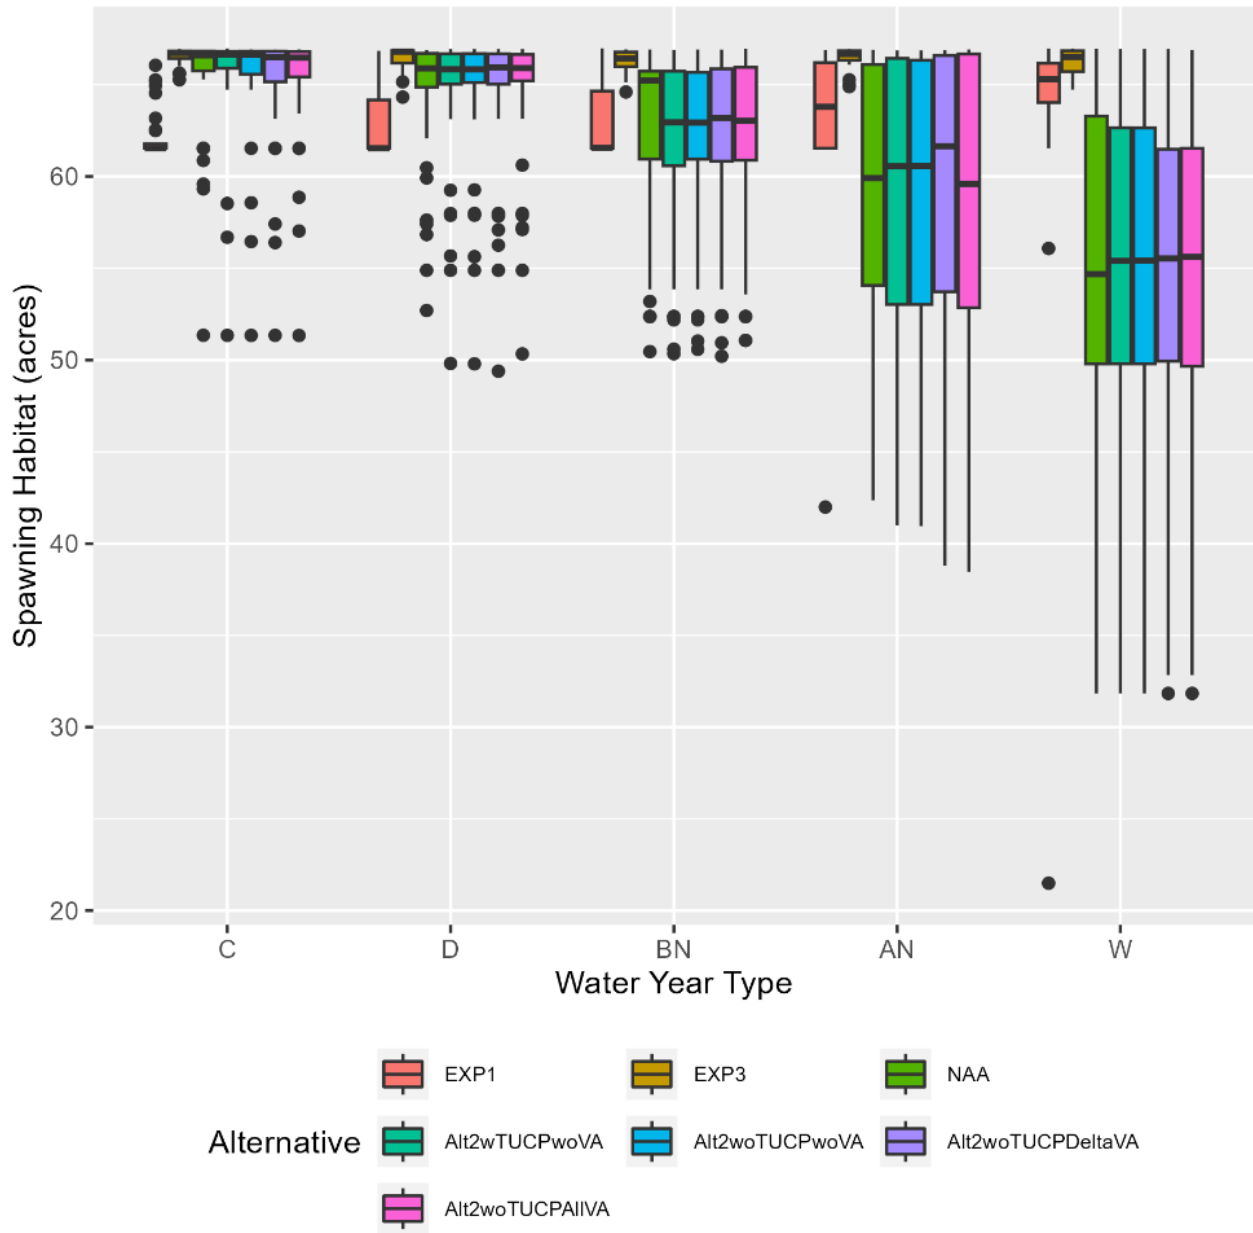 Spawning Habitat (acres)
60
50
40
30
20
C D BN AN W
Water Year Type
Alternative
EXP1 EXP3 NAA
Alt2wTUCPwoVA Alt2woTUCPwoVA Alt2woTUCPDeltaVA
Alt2woTUCPAllVA